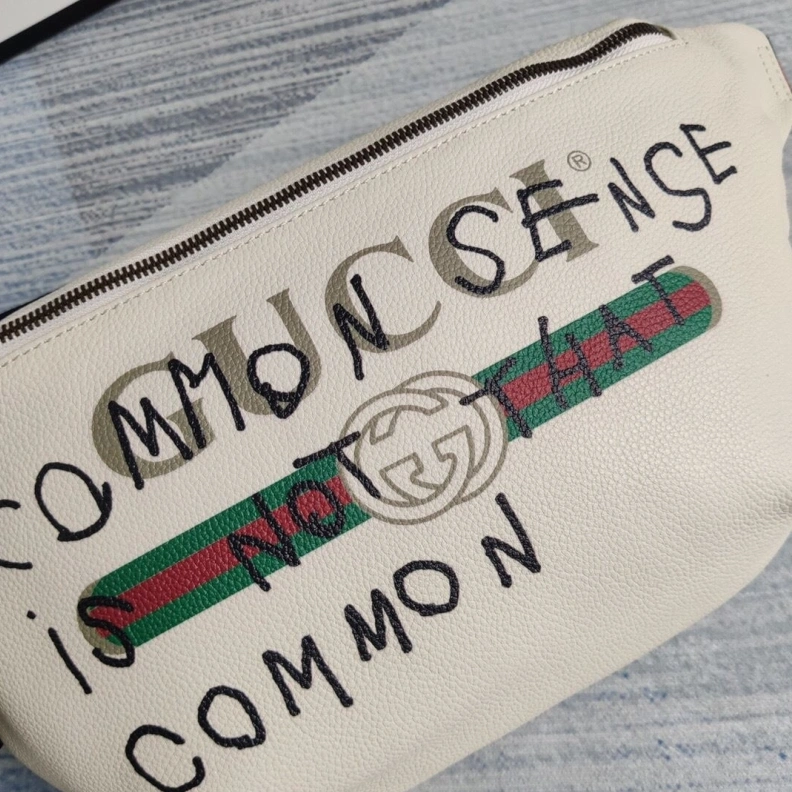 GUCCI®
COMMON SENSE
iS NOT THAT
COMMON